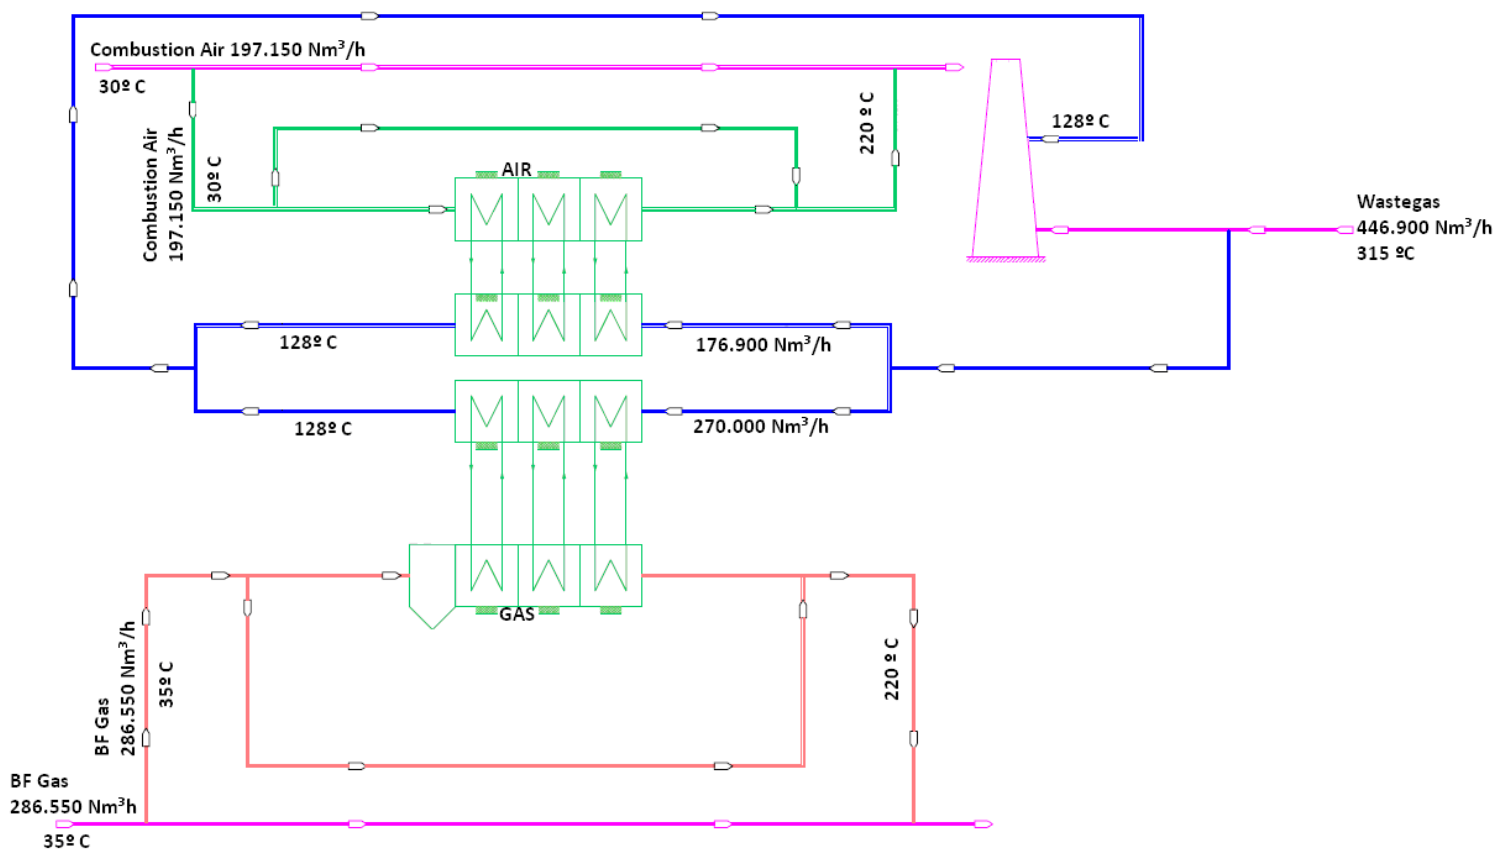 Combustion Air 197.150 Nm³/h
30º C
Combustion Air
197.150 Nm³/h
30º C
220 º C
AIR
128º C
Wastegas
446.900 Nm³/h
315 ºC
128º C
176.900 Nm³/h
128º C
270.000 Nm³/h
GAS
BF Gas
286.550 Nm³/h
35º C
220 º C
BF Gas
286.550 Nm³h
35º C